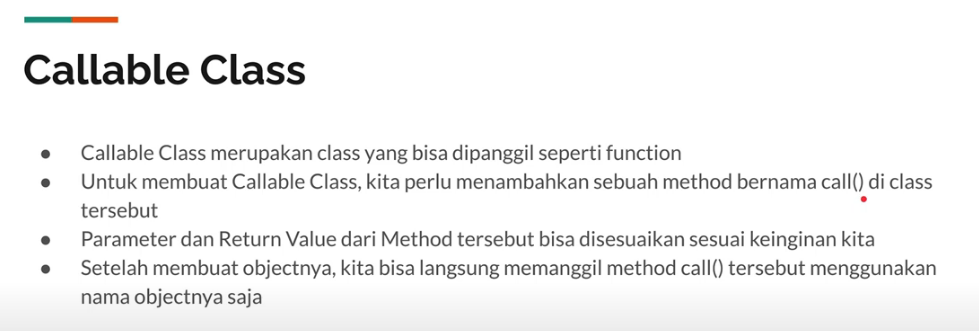 Callable Class
● Callable Class merupakan class yang bisa dipanggil seperti function
● Untuk membuat Callable Class, kita perlu menambahkan sebuah method bernama call() di class
tersebut
● Parameter dan Return Value dari Method tersebut bisa disesuaikan sesuai keinginan kita
● Setelah membuat objectnya, kita bisa langsung memanggil method call() tersebut menggunakan
nama objectnya saja